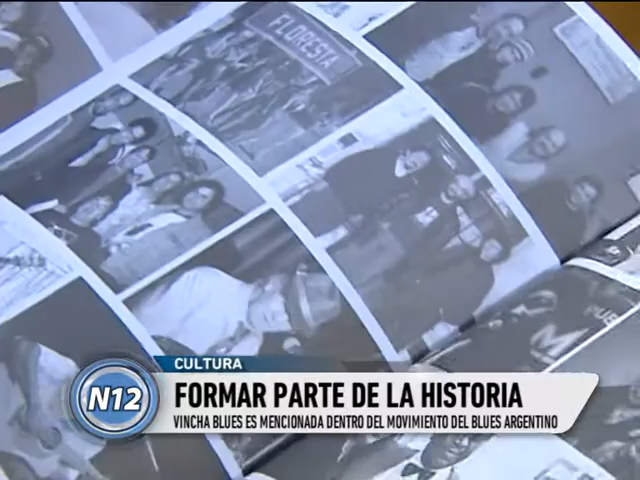 FLORESTA
CULTURA
N12
FORMAR PARTE DE LA HISTORIA
VINCHA BLUES ES MENCIONADA DENTRO DEL MOVIMIENTO DEL BLUES ARGENTINO